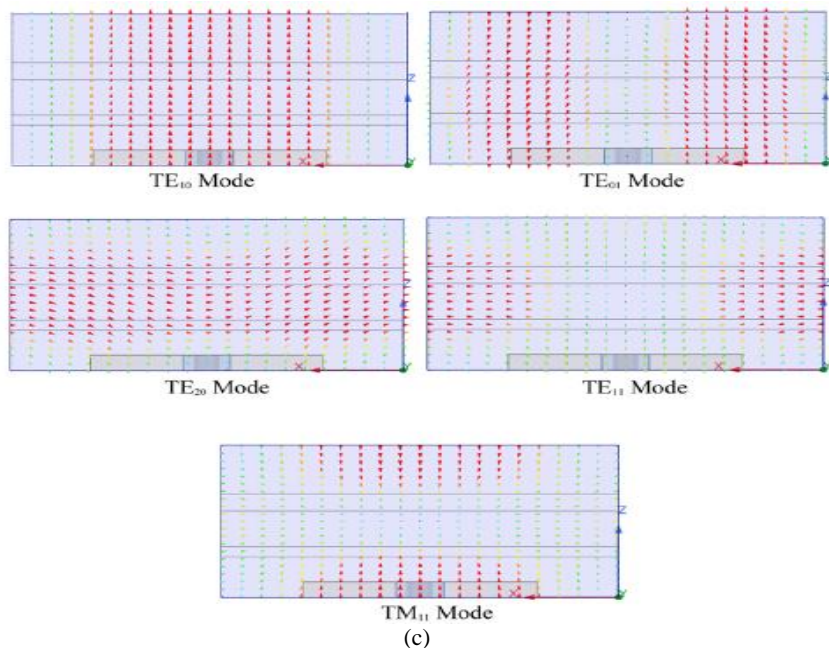 Z
X
Y
TE₁₀ Mode
Z
X
Y
TE₀₁ Mode
Z
X
Y
TE₂₀ Mode
Z
X
Y
TE₁₁ Mode
Z
X
Y
TM₁₁ Mode
(c)